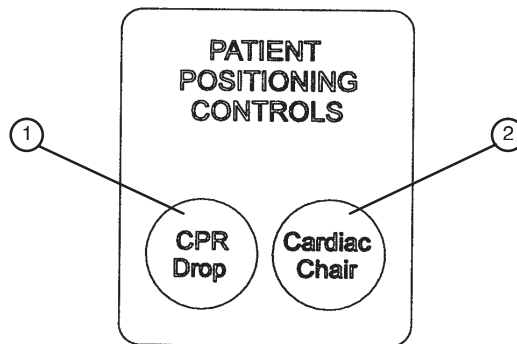 PATIENT
POSITIONING
CONTROLS
1
2
CPR
Drop
Cardiac
Chair